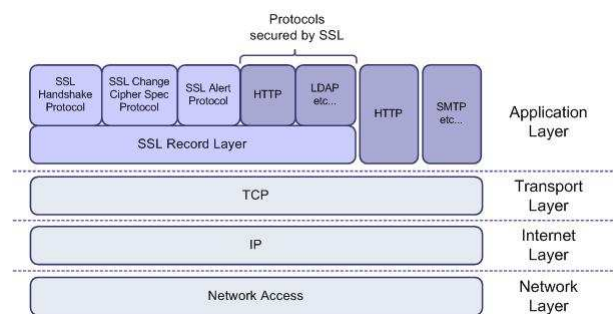 Protocols
secured by SSL
SSL
Handshake
Protocol
SSL Change
Cipher Spec
Protocol
SSL Alert
Protocol
HTTP
LDAP
etc...
HTTP
SMTP
etc...
Application
Layer
SSL Record Layer
TCP
Transport
Layer
IP
Internet
Layer
Network Access
Network
Layer